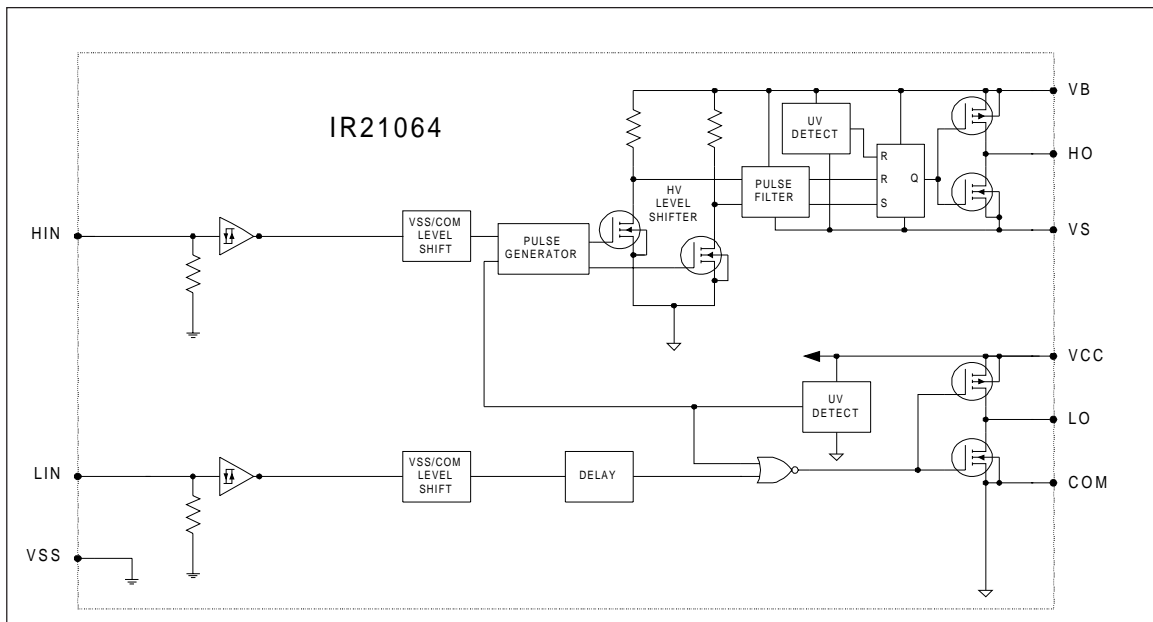 IR21064
VB
UV
DETECT
HO
R
R
Q
S
PULSE
FILTER
HV
LEVEL
SHIFTER
VS
HIN
VSS/COM
LEVEL
SHIFT
PULSE
GENERATOR
VCC
UV
DETECT
LO
LIN
VSS/COM
LEVEL
SHIFT
DELAY
COM
VSS